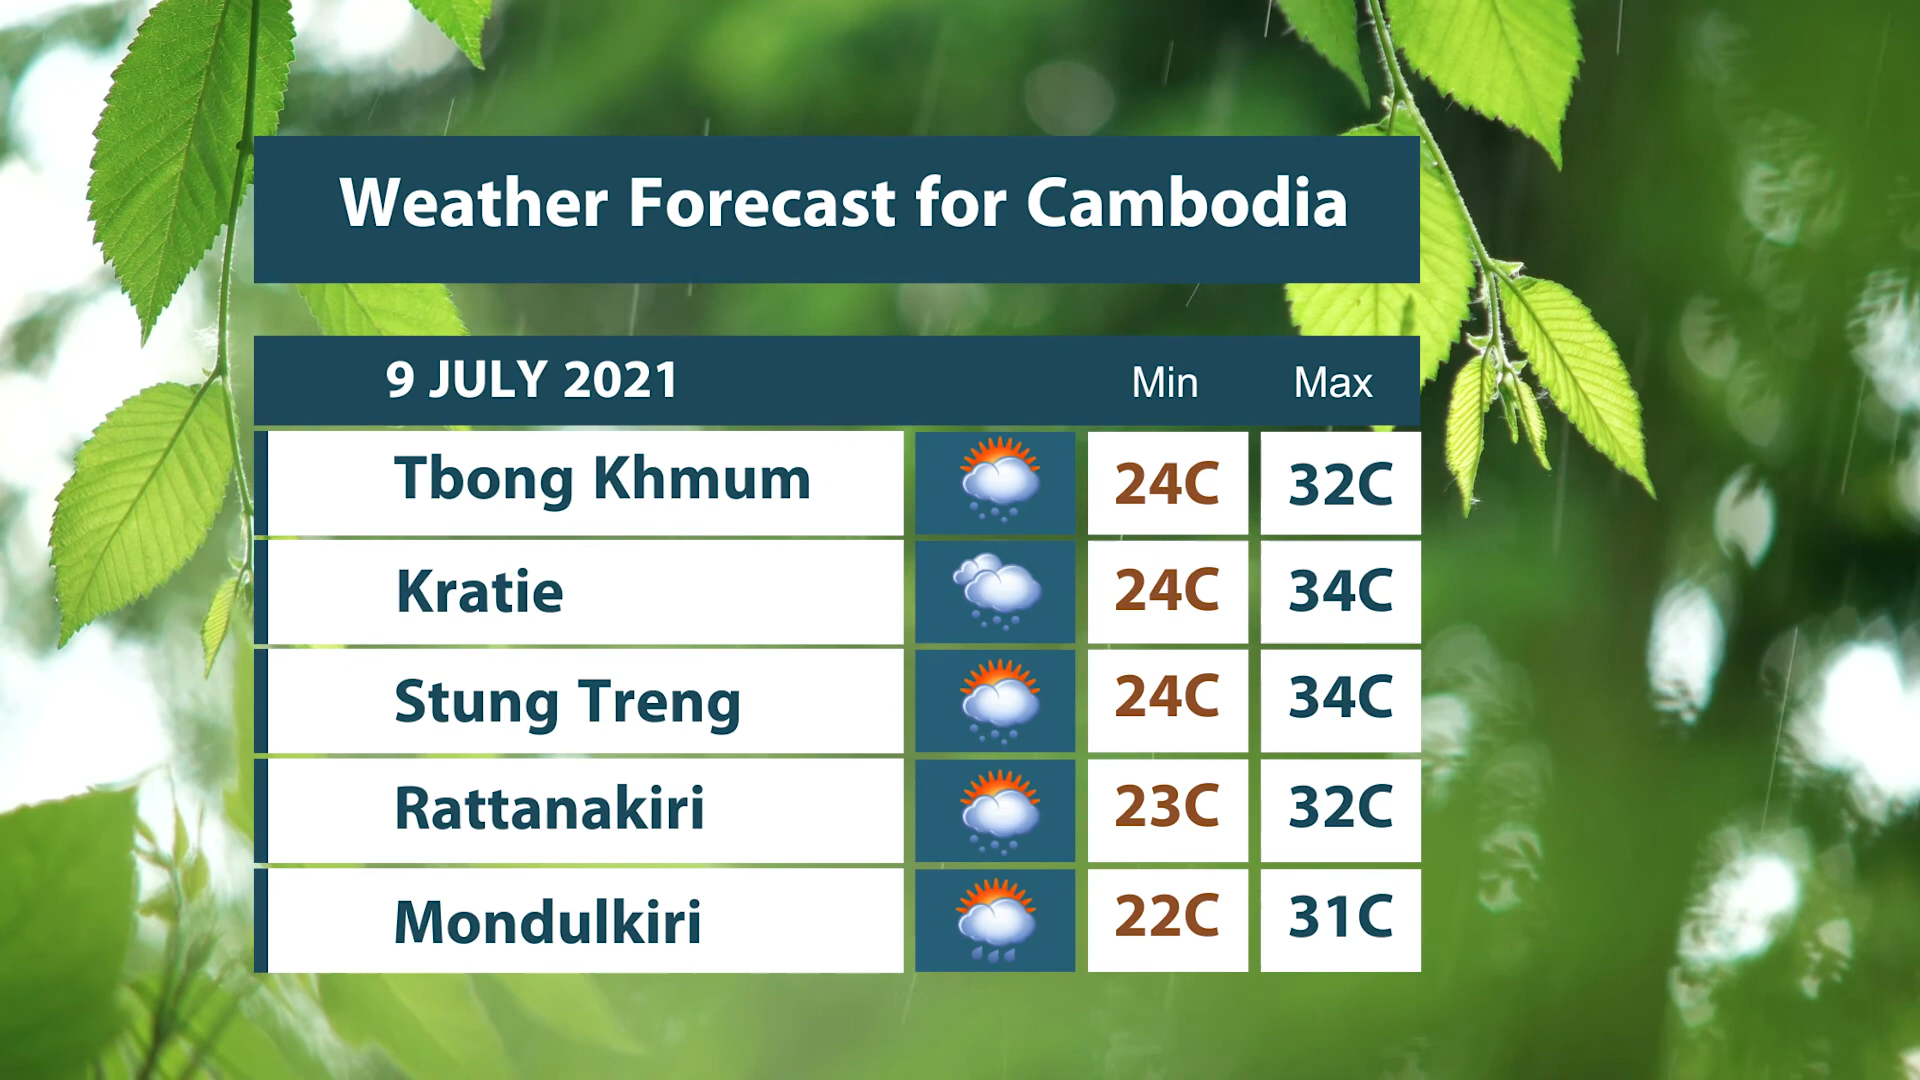 Weather Forecast for Cambodia
9 JULY 2021 Min Max
Tbong Khmum 24C 32C
Kratie 24C 34C
Stung Treng 24C 34C
Rattanakiri 23C 32C
Mondulkiri 22C 31C